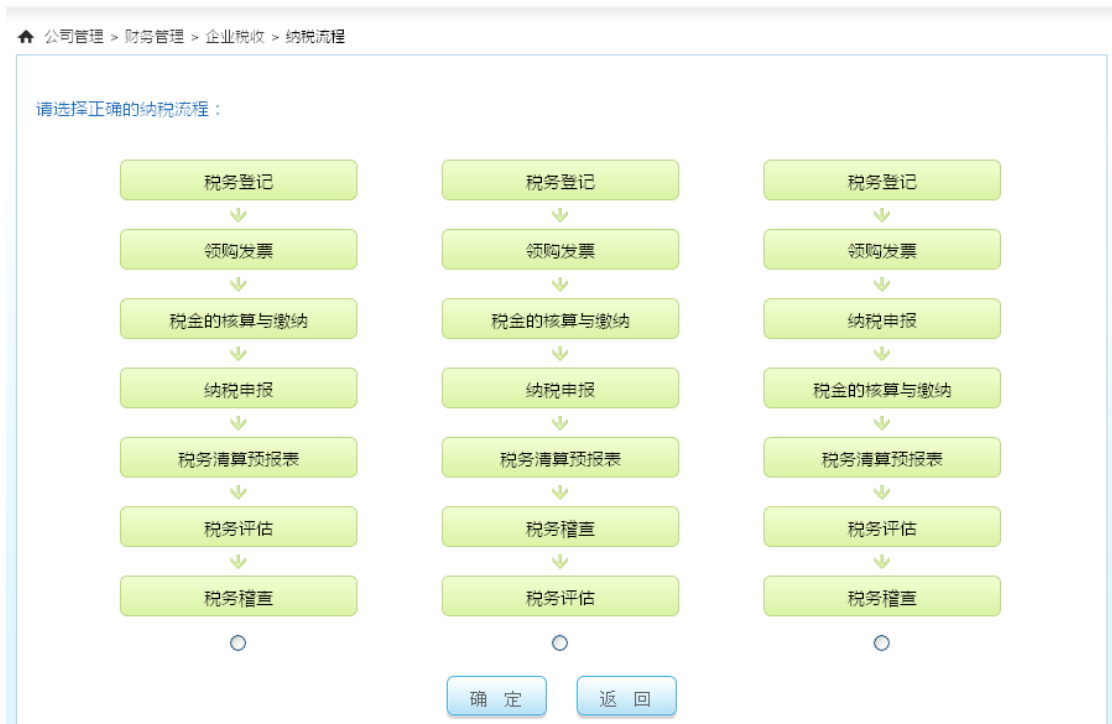 公司管理 > 财务管理 > 企业税收 > 纳税流程
请选择正确的纳税流程：
税务登记 税务登记 税务登记
领购发票 领购发票 领购发票
税金的核算与缴纳 税金的核算与缴纳 纳税申报
纳税申报 纳税申报 税金的核算与缴纳
税务清算预报表 税务清算预报表 税务清算预报表
税务评估 税务稽查 税务评估
税务稽查 税务评估 税务稽查
确 定 返 回